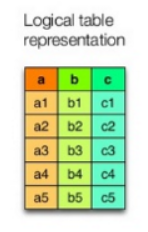 Logical table
representation
a b c
a1 b1 c1
a2 b2 c2
a3 b3 c3
a4 b4 c4
a5 b5 c5